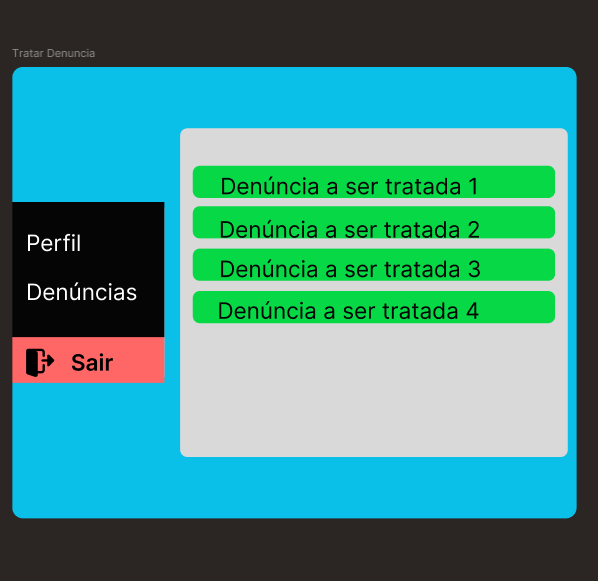 Tratar Denuncia
Perfil
Denúncias
Sair
Denúncia a ser tratada 1
Denúncia a ser tratada 2
Denúncia a ser tratada 3
Denúncia a ser tratada 4